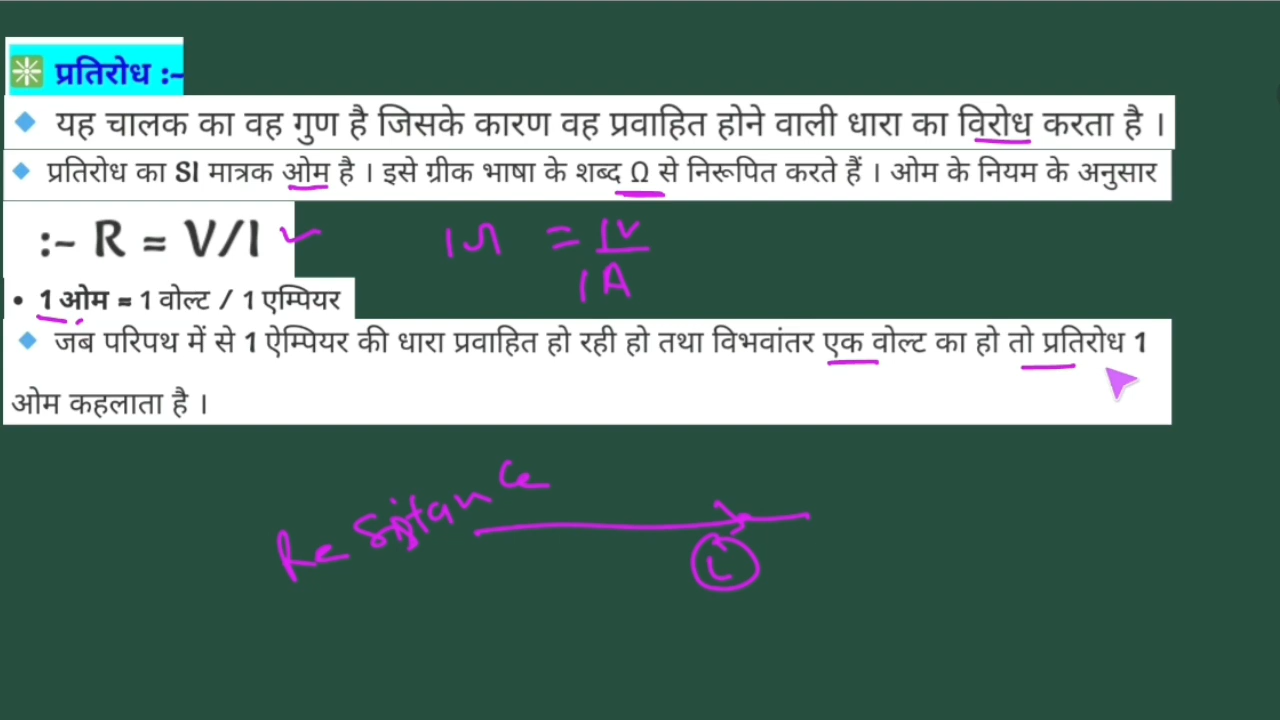 प्रतिरोध :~
यह चालक का वह गुण है जिसके कारण वह प्रवाहित होने वाली धारा का विरोध करता है ।
प्रतिरोध का SI मात्रक ओम है । इसे ग्रीक भाषा के शब्द Ω से निरूपित करते हैं । ओम के नियम के अनुसार
:~ R = V/I
1Ω = 1V
1A
• 1 ओम = 1 वोल्ट / 1 एम्पियर
जब परिपथ में से 1 ऐम्पियर की धारा प्रवाहित हो रही हो तथा विभवांतर एक वोल्ट का हो तो प्रतिरोध 1
ओम कहलाता है ।
Resistance